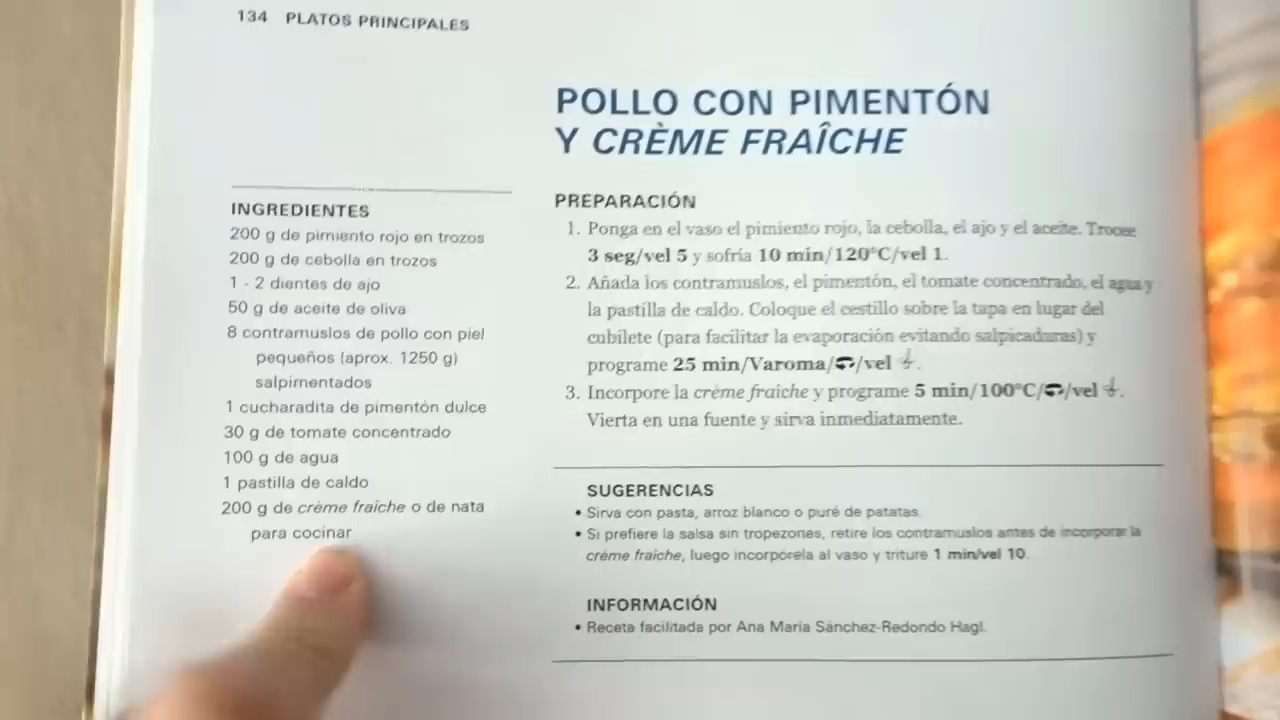 134 PLATOS PRINCIPALES
POLLO CON PIMENTÓN
Y CRÈME FRAÎCHE
INGREDIENTES
200 g de pimiento rojo en trozos
200 g de cebolla en trozos
1 - 2 dientes de ajo
50 g de aceite de oliva
8 contramuslos de pollo con piel
pequeños (aprox. 1250 g)
salpimentados
1 cucharadita de pimentón dulce
30 g de tomate concentrado
100 g de agua
1 pastilla de caldo
200 g de crème fraîche o de nata
para cocinar
PREPARACIÓN
1. Ponga en el vaso el pimiento rojo, la cebolla, el ajo y el aceite. Trocee
3 seg/vel 5 y sofría 10 min/120°C/vel 1.
2. Añada los contramuslos, el pimentón, el tomate concentrado, el agua y
la pastilla de caldo. Coloque el cestillo sobre la tapa en lugar del
cubilete (para facilitar la evaporación evitando salpicaduras) y
programe 25 min/Varoma/ /vel .
3. Incorpore la crème fraiche y programe 5 min/100°C/ /vel .
Vierta en una fuente y sirva inmediatamente.
SUGERENCIAS
• Sirva con pasta, arroz blanco o puré de patatas.
• Si prefiere la salsa sin tropezones, retire los contramuslos antes de incorporar la
crème fraiche, luego incorpórela al vaso y triture 1 min/vel 10.
INFORMACIÓN
• Receta facilitada por Ana María Sánchez-Redondo Hagl.